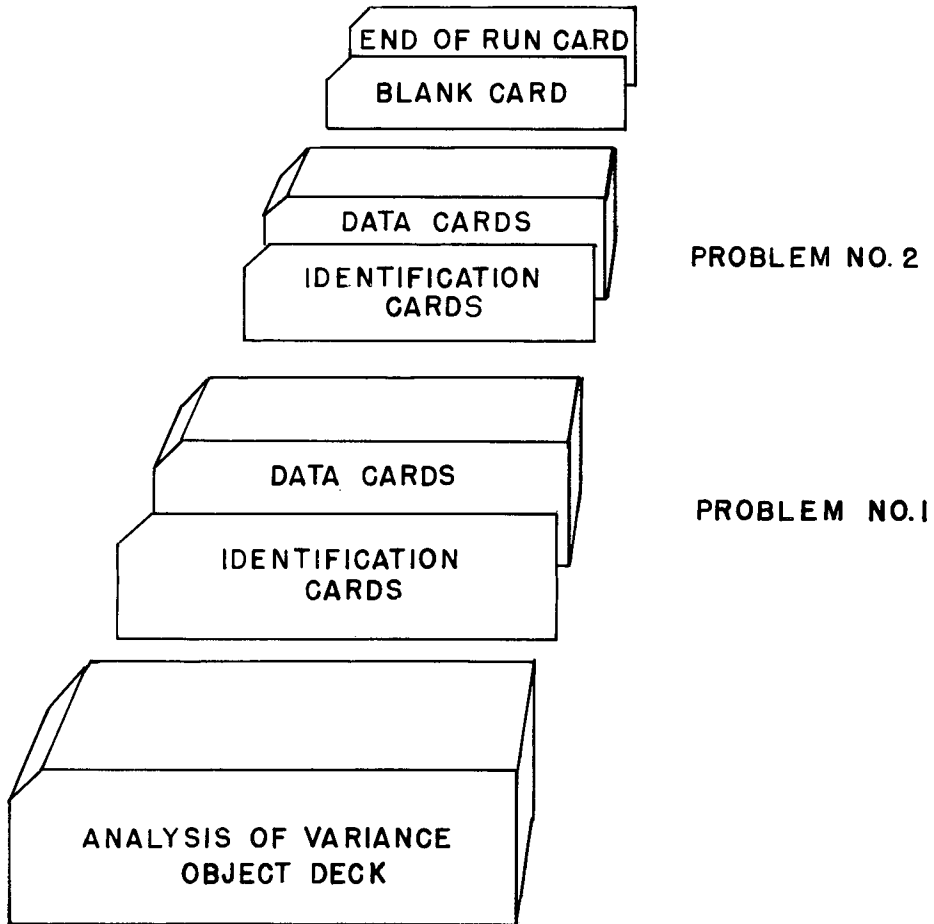 END OF RUN CARD
BLANK CARD
DATA CARDS
IDENTIFICATION
CARDS
PROBLEM NO. 2
DATA CARDS
IDENTIFICATION
CARDS
PROBLEM NO. 1
ANALYSIS OF VARIANCE
OBJECT DECK